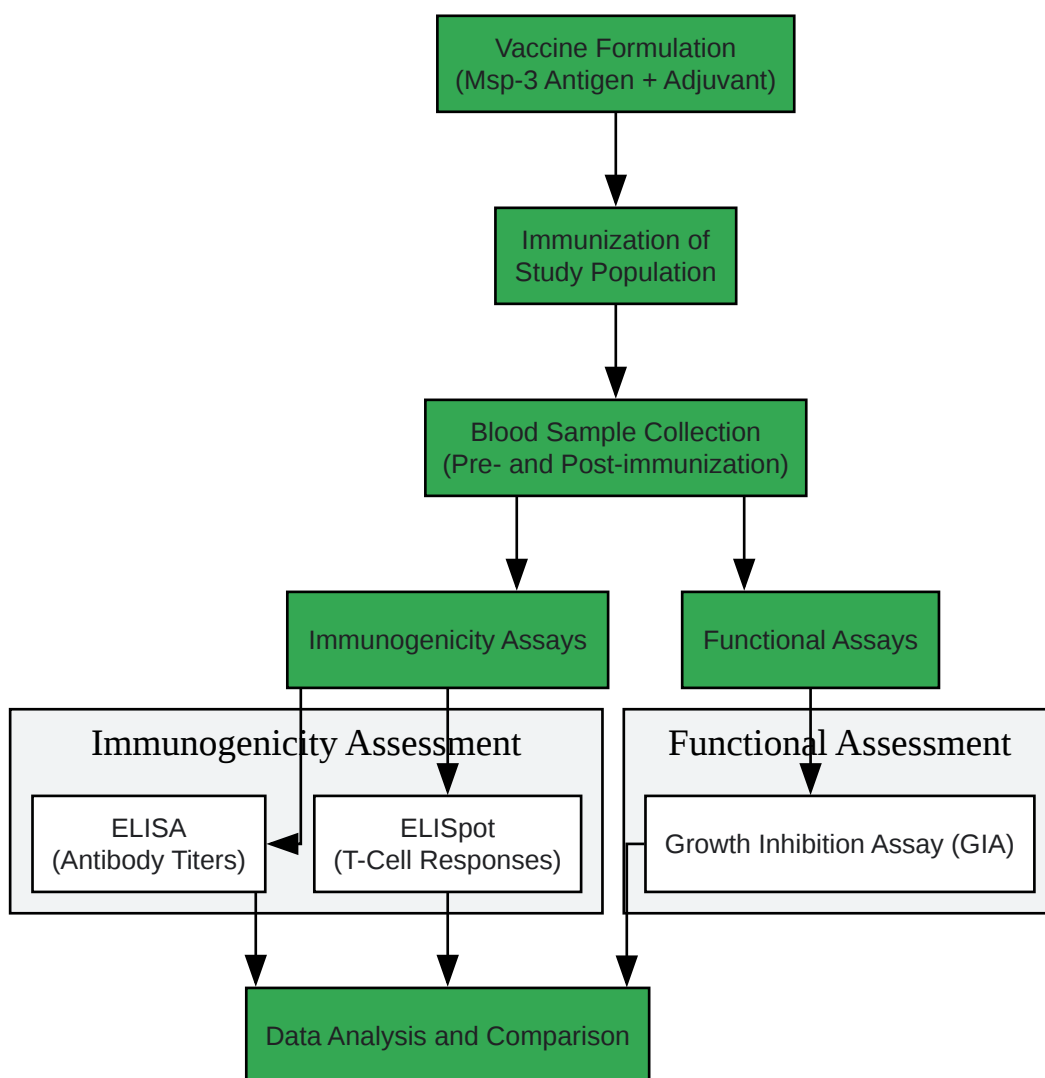 Vaccine Formulation
(Msp-3 Antigen + Adjuvant)
Immunization of
Study Population
Blood Sample Collection
(Pre- and Post-immunization)
Immunogenicity Assays
Functional Assays
Immunogenicity Assessment
Functional Assessment
ELISA
(Antibody Titers)
ELISpot
(T-Cell Responses)
Growth Inhibition Assay (GIA)
Data Analysis and Comparison